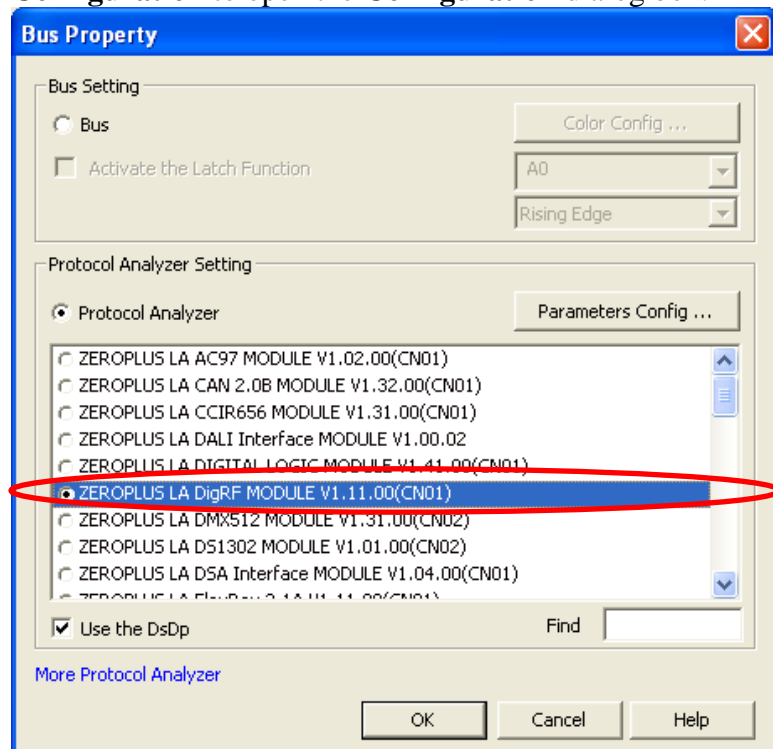 Bus Property
Bus Setting
Bus
Color Config ...
Activate the Latch Function
A0
Rising Edge
Protocol Analyzer Setting
Protocol Analyzer
Parameters Config ...
ZEROPLUS LA AC97 MODULE V1.02.00(CN01)
ZEROPLUS LA CAN 2.0B MODULE V1.32.00(CN01)
ZEROPLUS LA CCIR656 MODULE V1.31.00(CN01)
ZEROPLUS LA DALI Interface MODULE V1.00.02
ZEROPLUS LA DIGITAL LOGIC MODULE V1.41.00(CN01)
ZEROPLUS LA DigRF MODULE V1.11.00(CN01)
ZEROPLUS LA DMX512 MODULE V1.31.00(CN02)
ZEROPLUS LA DS1302 MODULE V1.01.00(CN02)
ZEROPLUS LA DSA Interface MODULE V1.04.00(CN01)
Use the DsDp
Find
More Protocol Analyzer
OK
Cancel
Help